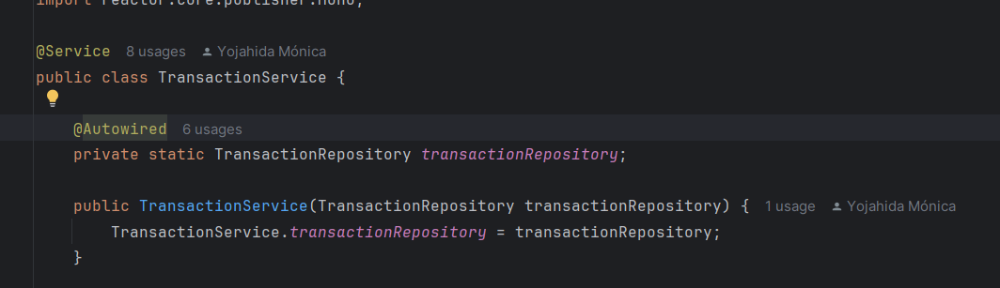 import reactor.core.publisher.Mono;
@Service 8 usages Yojahida Mónica
public class TransactionService {
@Autowired 6 usages
private static TransactionRepository transactionRepository;
public TransactionService(TransactionRepository transactionRepository) { 1 usage Yojahida Mónica
TransactionService.transactionRepository = transactionRepository;
}